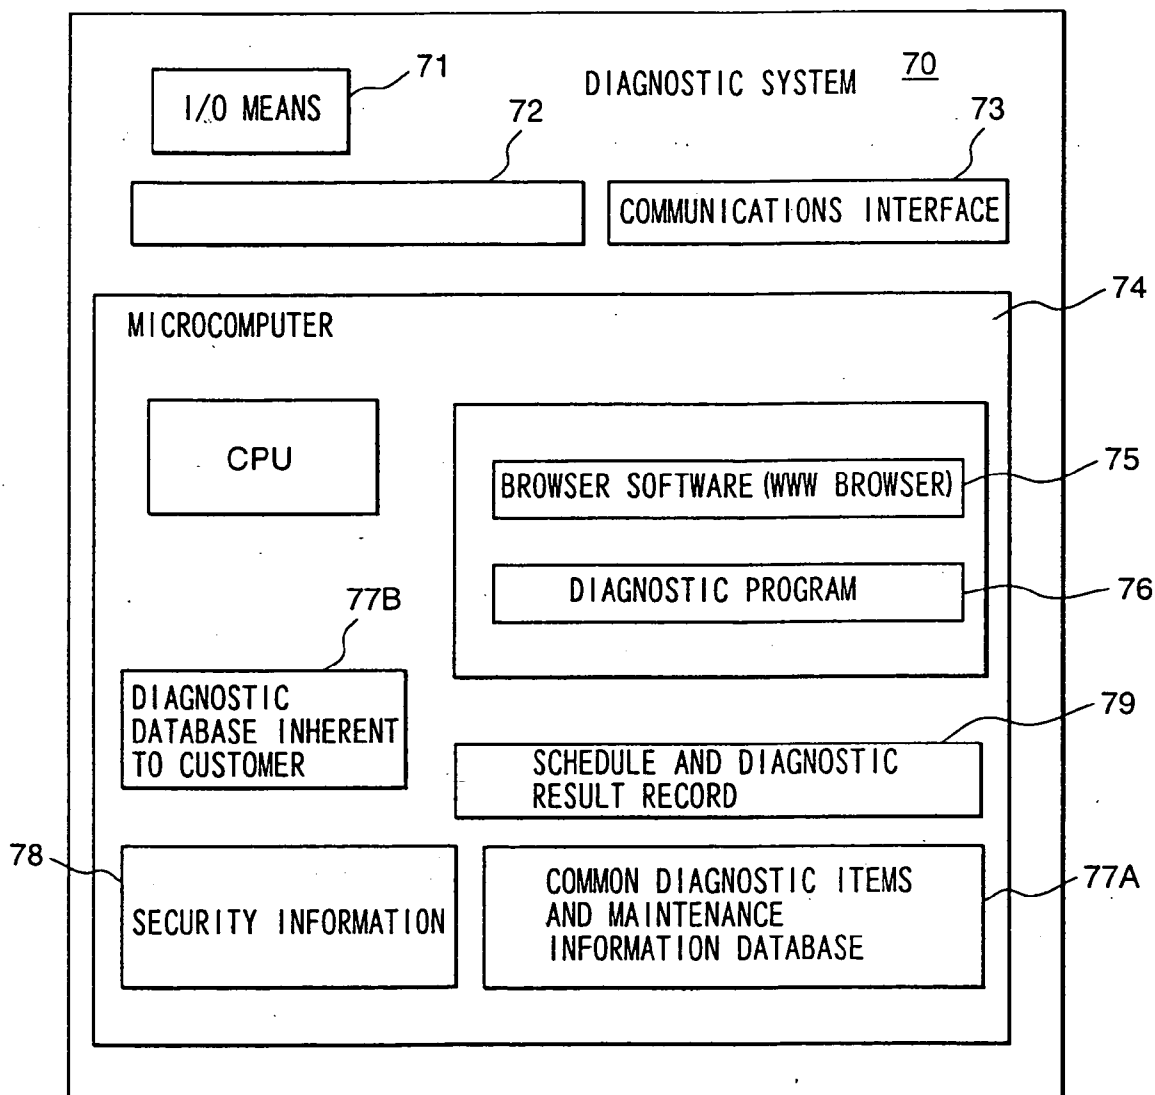 71
DIAGNOSTIC SYSTEM 70
I/O MEANS
72
73
COMMUNICATIONS INTERFACE
74
MICROCOMPUTER
CPU
75
BROWSER SOFTWARE (WWW BROWSER)
76
DIAGNOSTIC PROGRAM
77B
DIAGNOSTIC
DATABASE INHERENT
TO CUSTOMER
79
SCHEDULE AND DIAGNOSTIC
RESULT RECORD
78
SECURITY INFORMATION
77A
COMMON DIAGNOSTIC ITEMS
AND MAINTENANCE
INFORMATION DATABASE